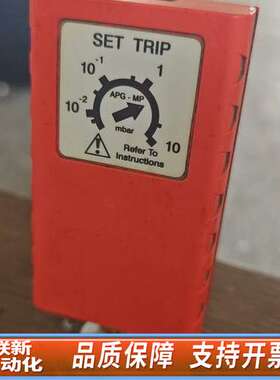 SET TRIP
10⁻¹ 1
APG - MP
10⁻² mbar 10
Refer To
Instructions
联新
动化 品质保障 支持开票